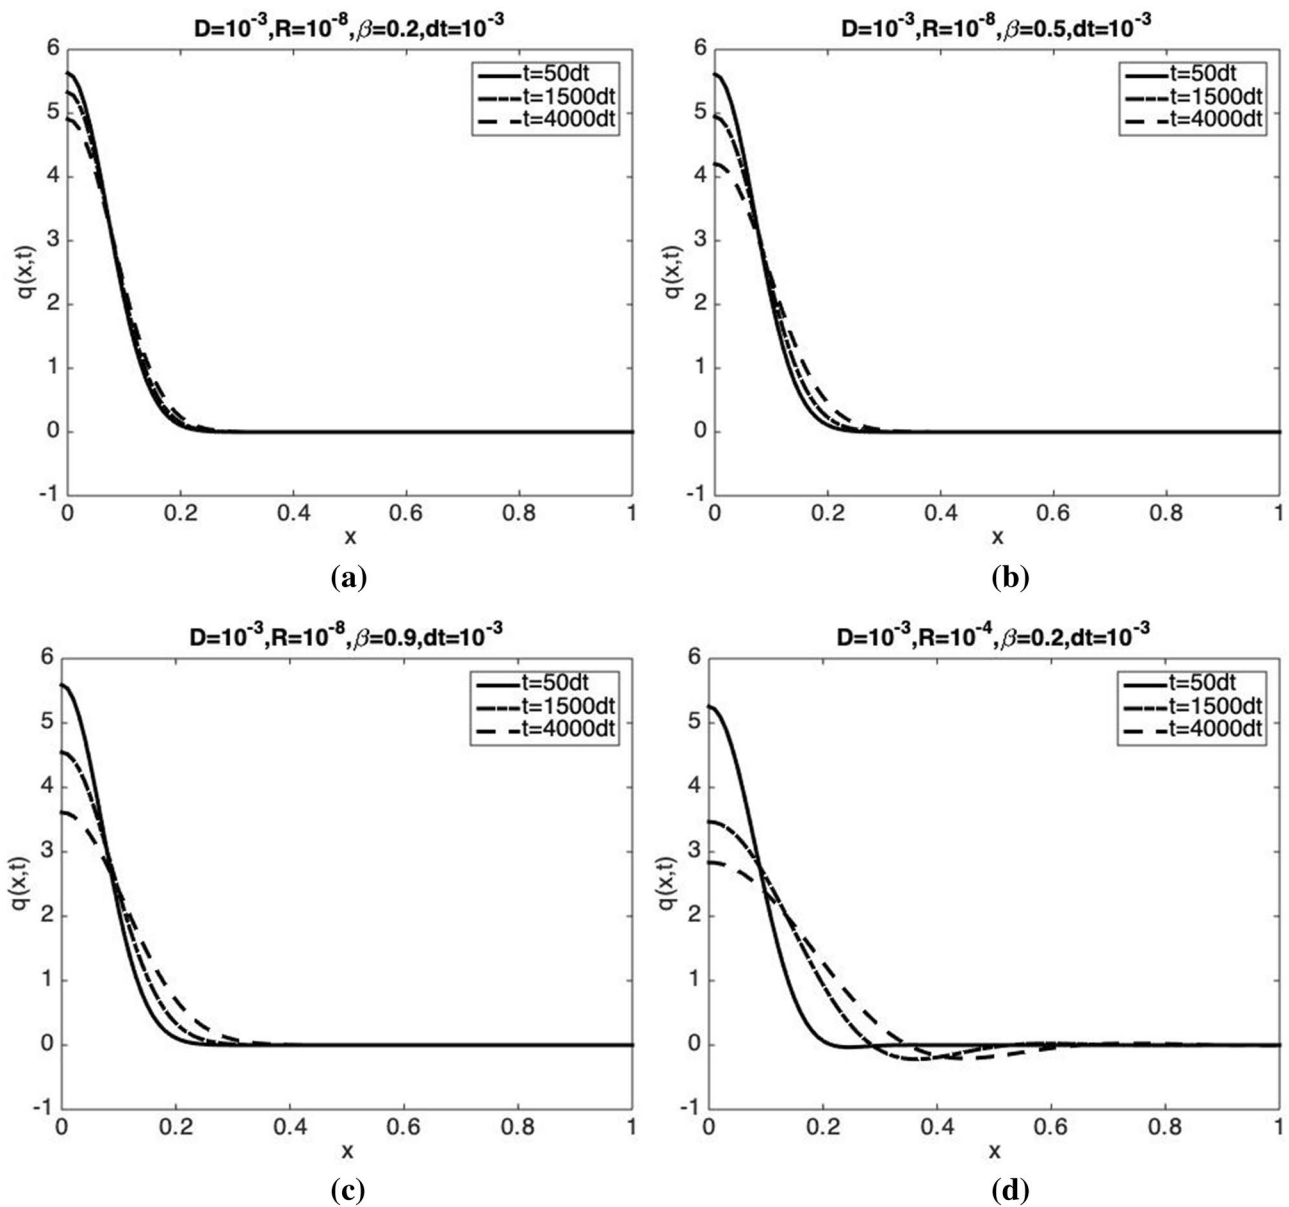 D=10^-3,R=10^-8,β=0.2,dt=10^-3
6
5
4
3
2
1
0
-1
q(x,t)
t=50dt
t=1500dt
t=4000dt
0 0.2 0.4 0.6 0.8 1
x
(a)
D=10^-3,R=10^-8,β=0.5,dt=10^-3
6
5
4
3
2
1
0
-1
q(x,t)
t=50dt
t=1500dt
t=4000dt
0 0.2 0.4 0.6 0.8 1
x
(b)
D=10^-3,R=10^-8,β=0.9,dt=10^-3
6
5
4
3
2
1
0
-1
q(x,t)
t=50dt
t=1500dt
t=4000dt
0 0.2 0.4 0.6 0.8 1
x
(c)
D=10^-3,R=10^-4,β=0.2,dt=10^-3
6
5
4
3
2
1
0
-1
q(x,t)
t=50dt
t=1500dt
t=4000dt
0 0.2 0.4 0.6 0.8 1
x
(d)